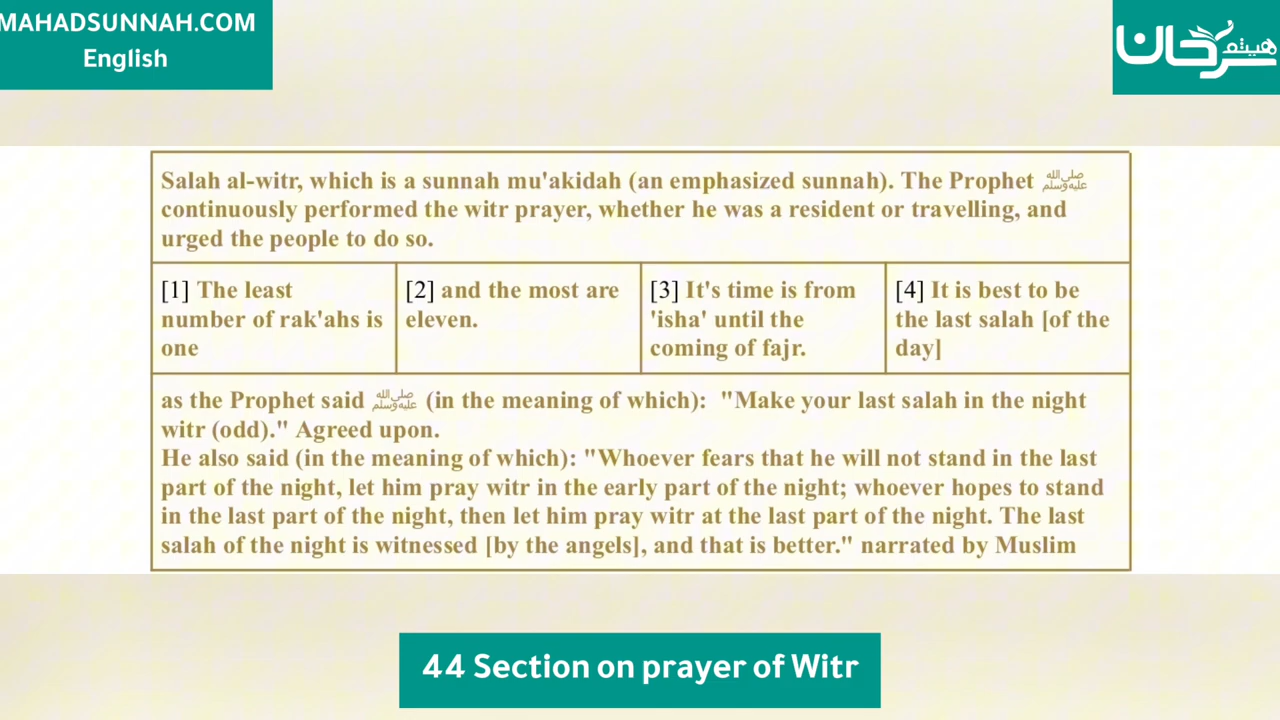 MAHADSUNNAH.COM
English
هيثم سرحان
Salah al-witr, which is a sunnah mu'akidah (an emphasized sunnah). The Prophet ﷺ
continuously performed the witr prayer, whether he was a resident or travelling, and
urged the people to do so.
[1] The least
number of rak'ahs is
one
[2] and the most are
eleven.
[3] It's time is from
'isha' until the
coming of fajr.
[4] It is best to be
the last salah [of the
day]
as the Prophet said ﷺ (in the meaning of which): "Make your last salah in the night
witr (odd)." Agreed upon.
He also said (in the meaning of which): "Whoever fears that he will not stand in the last
part of the night, let him pray witr in the early part of the night; whoever hopes to stand
in the last part of the night, then let him pray witr at the last part of the night. The last
salah of the night is witnessed [by the angels], and that is better." narrated by Muslim
44 Section on prayer of Witr